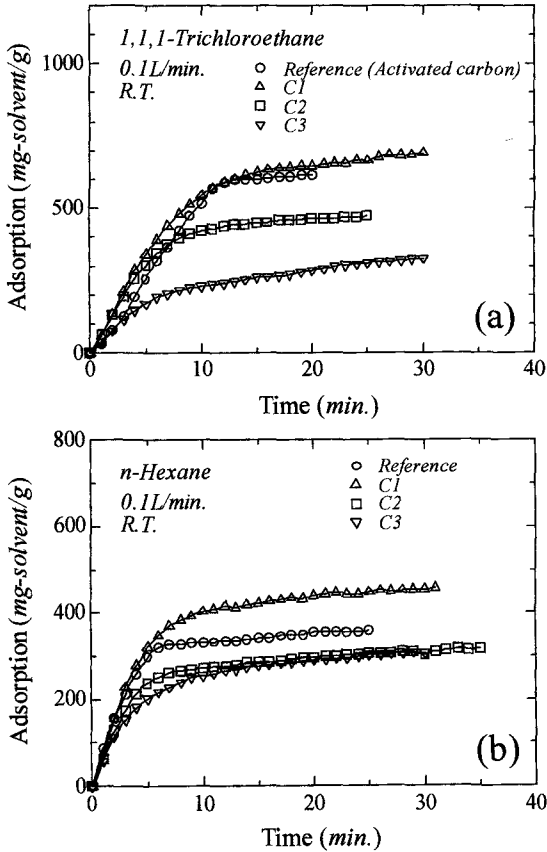 1,1,1-Trichloroethane
0.1L/min.
R.T.
Reference (Activated carbon)
C1
C2
C3
1000
500
0
Adsorption (mg-solvent/g)
0 10 20 30 40
Time (min.)
(a)
n-Hexane
0.1L/min.
R.T.
Reference
C1
C2
C3
800
600
400
200
0
Adsorption (mg-solvent/g)
0 10 20 30 40
Time (min.)
(b)